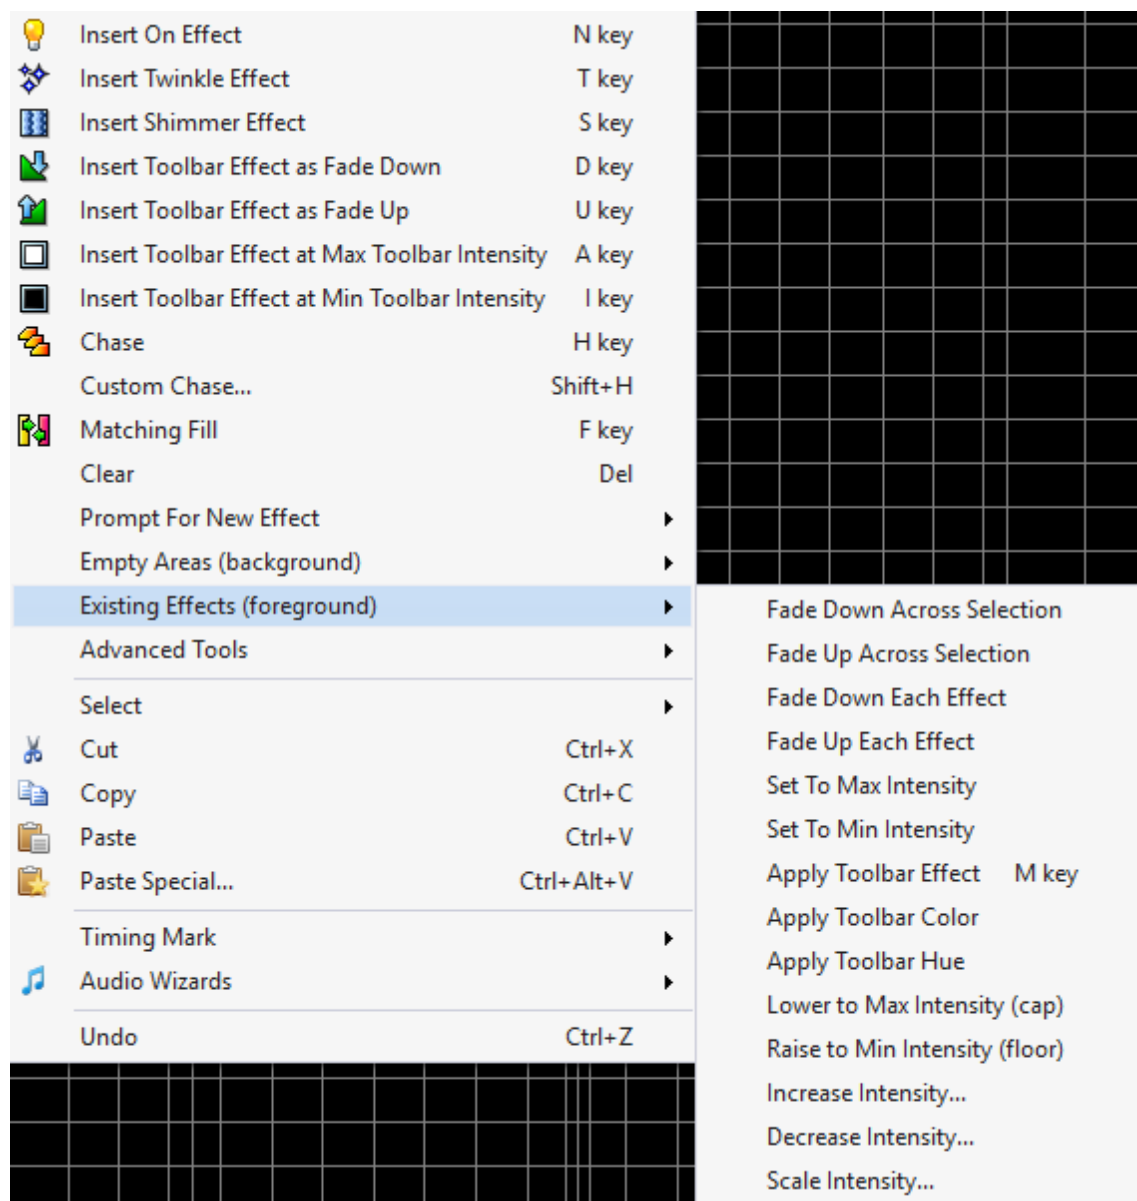 Insert On Effect N key
Insert Twinkle Effect T key
Insert Shimmer Effect S key
Insert Toolbar Effect as Fade Down D key
Insert Toolbar Effect as Fade Up U key
Insert Toolbar Effect at Max Toolbar Intensity A key
Insert Toolbar Effect at Min Toolbar Intensity I key
Chase H key
Custom Chase... Shift+H
Matching Fill F key
Clear Del
Prompt For New Effect
Empty Areas (background)
Existing Effects (foreground)
Advanced Tools
Select
Cut Ctrl+X
Copy Ctrl+C
Paste Ctrl+V
Paste Special... Ctrl+Alt+V
Timing Mark
Audio Wizards
Undo Ctrl+Z
Fade Down Across Selection
Fade Up Across Selection
Fade Down Each Effect
Fade Up Each Effect
Set To Max Intensity
Set To Min Intensity
Apply Toolbar Effect M key
Apply Toolbar Color
Apply Toolbar Hue
Lower to Max Intensity (cap)
Raise to Min Intensity (floor)
Increase Intensity...
Decrease Intensity...
Scale Intensity...